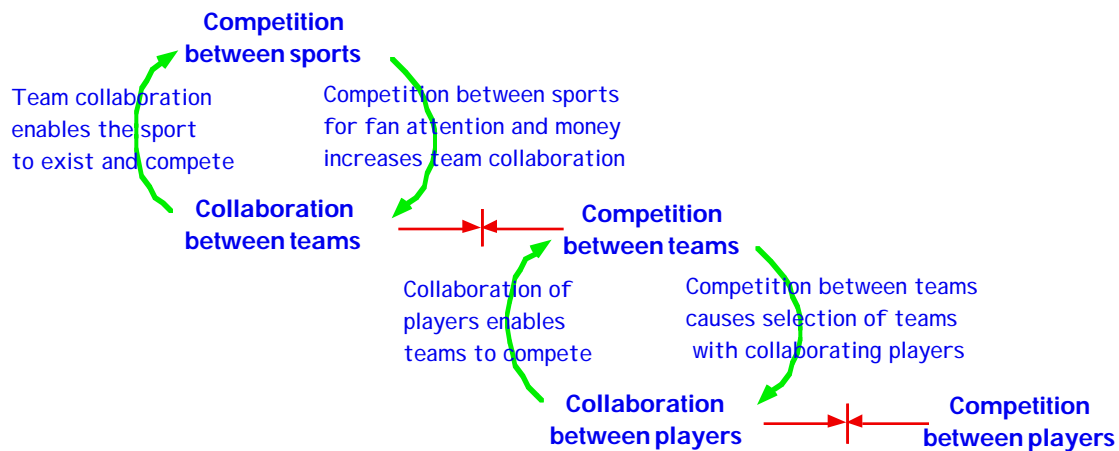 Competition
between sports
Team collaboration
enables the sport
to exist and compete
Competition between sports
for fan attention and money
increases team collaboration
Collaboration
between teams
Competition
between teams
Collaboration of
players enables
teams to compete
Competition between teams
causes selection of teams
with collaborating players
Collaboration
between players
Competition
between players